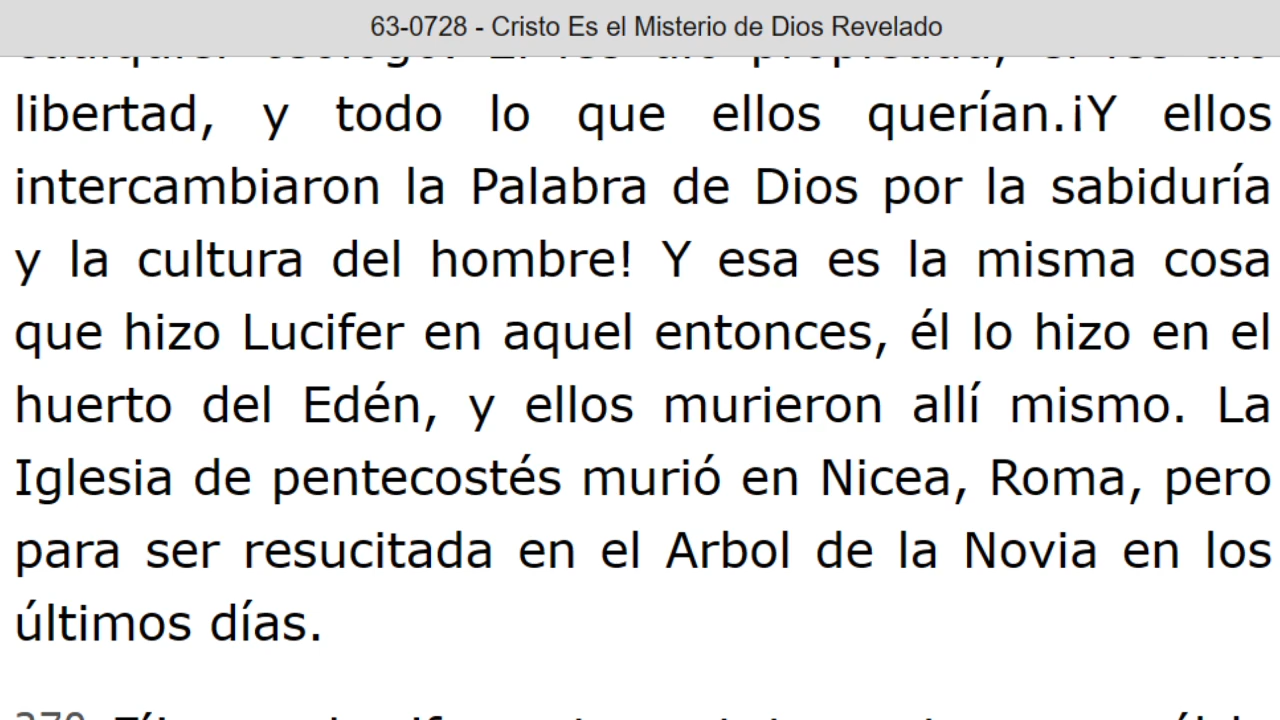 63-0728 - Cristo Es el Misterio de Dios Revelado
libertad, y todo lo que ellos querían.¡Y ellos
intercambiaron la Palabra de Dios por la sabiduría
y la cultura del hombre! Y esa es la misma cosa
que hizo Lucifer en aquel entonces, él lo hizo en el
huerto del Edén, y ellos murieron allí mismo. La
Iglesia de pentecostés murió en Nicea, Roma, pero
para ser resucitada en el Arbol de la Novia en los
últimos días.